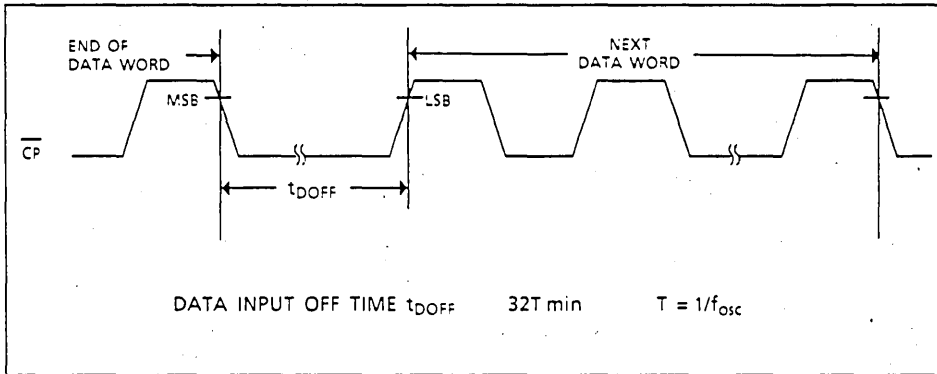 END OF
DATA WORD
NEXT
DATA WORD
MSB
LSB
CP
tDOFF
DATA INPUT OFF TIME tDOFF 32T min T = 1/fosc